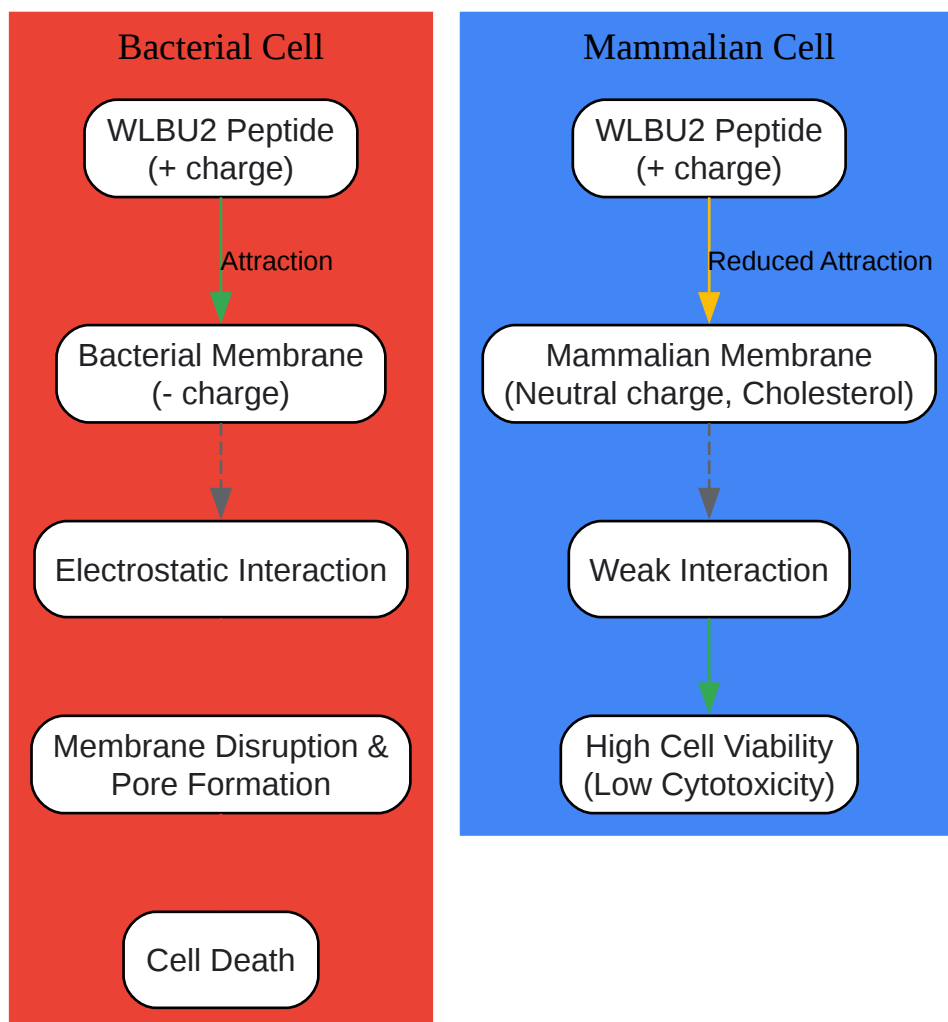 Bacterial Cell
WLBU2 Peptide
(+ charge)
Attraction
Bacterial Membrane
(- charge)
Electrostatic Interaction
Membrane Disruption &
Pore Formation
Cell Death
Mammalian Cell
WLBU2 Peptide
(+ charge)
Reduced Attraction
Mammalian Membrane
(Neutral charge, Cholesterol)
Weak Interaction
High Cell Viability
(Low Cytotoxicity)